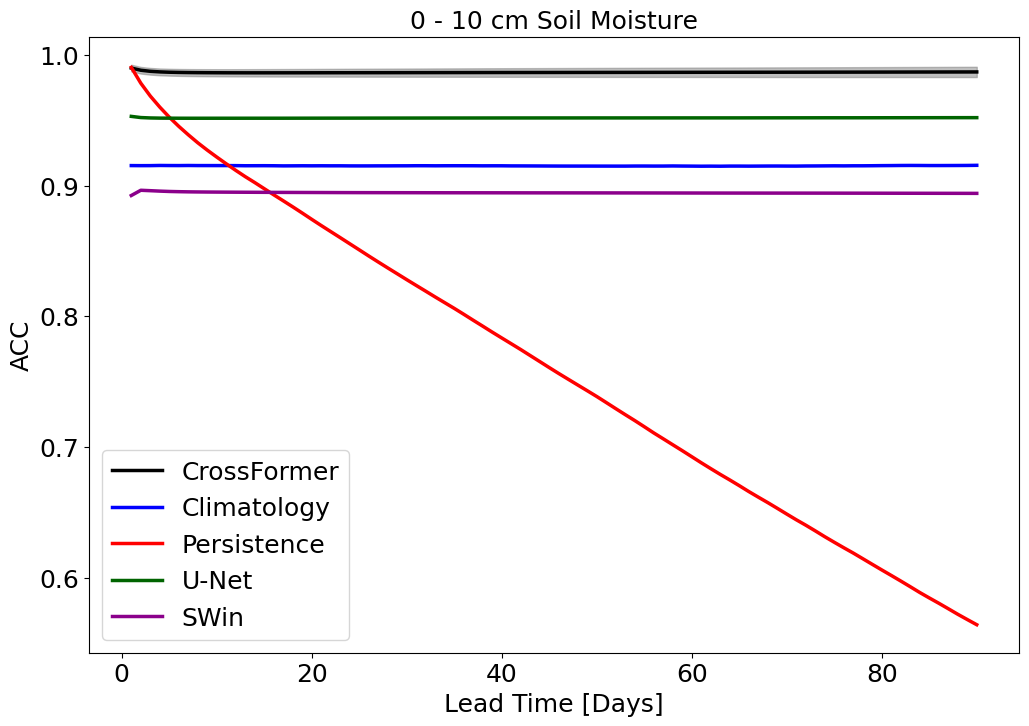 0 - 10 cm Soil Moisture
ACC
1.0
0.9
0.8
0.7
0.6
CrossFormer
Climatology
Persistence
U-Net
SWin
0 20 40 60 80
Lead Time [Days]